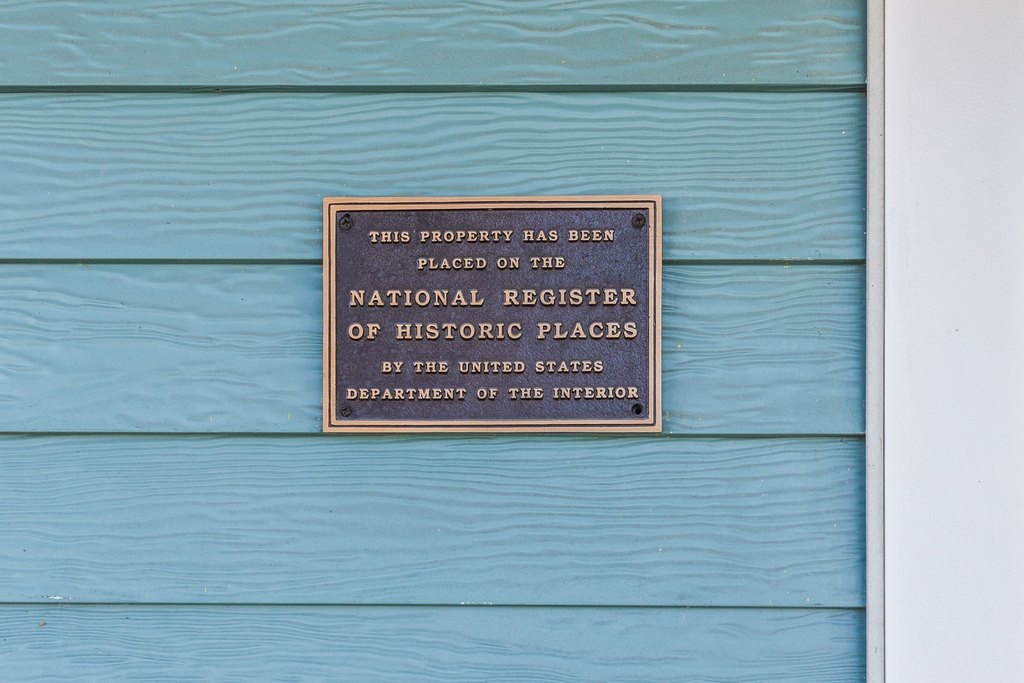 THIS PROPERTY HAS BEEN
PLACED ON THE
NATIONAL REGISTER
OF HISTORIC PLACES
BY THE UNITED STATES
DEPARTMENT OF THE INTERIOR